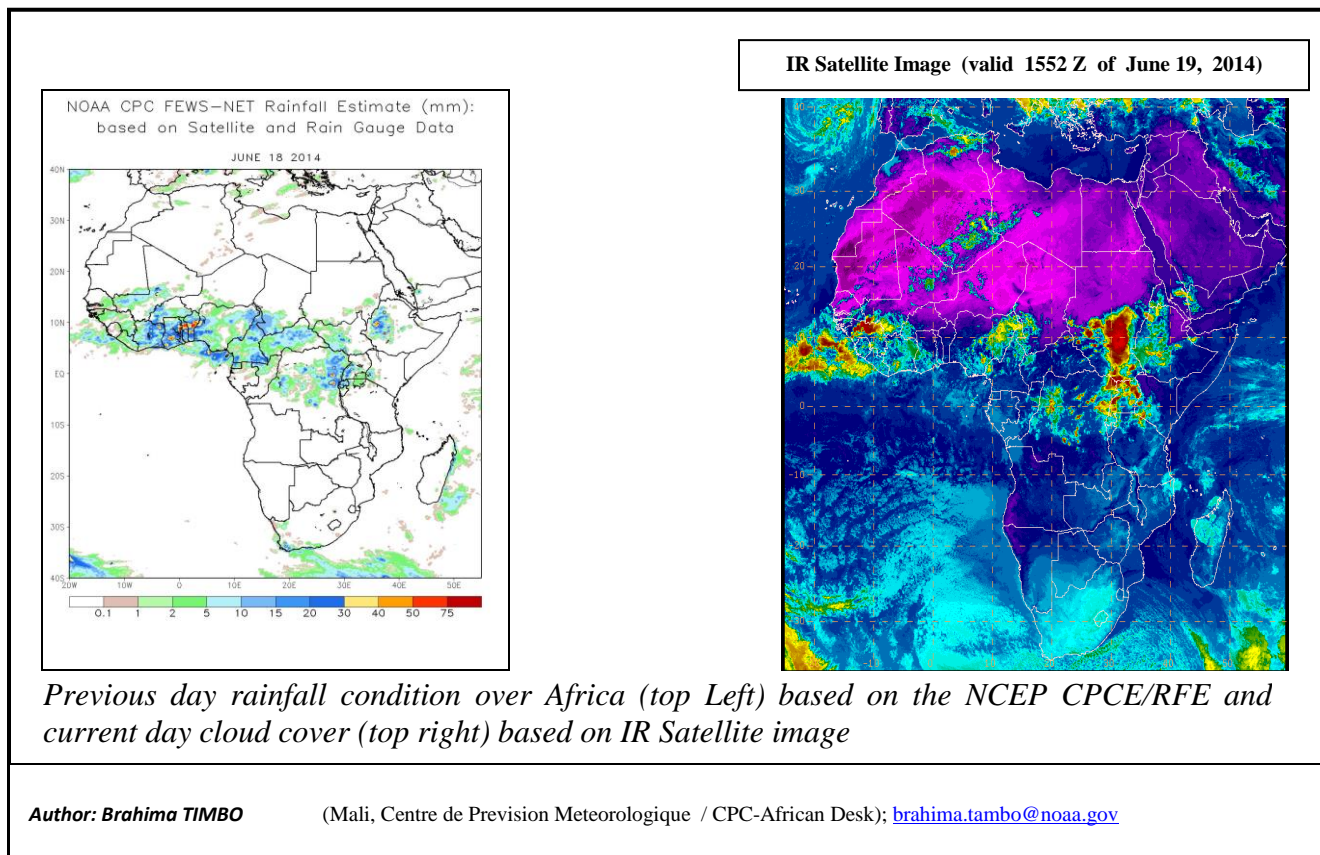 IR Satellite Image (valid 1552 Z of June 19, 2014)
NOAA CPC FEWS-NET Rainfall Estimate (mm):
based on Satellite and Rain Gauge Data
JUNE 18 2014
40N
30N
20N
10N
EQ
10S
20S
30S
40S
20W 10W 0 10E 20E 30E 40E 50E
0.1 1 2 5 10 15 20 30 40 50 75
20
0
-10
Previous day rainfall condition over Africa (top Left) based on the NCEP CPCE/RFE and
current day cloud cover (top right) based on IR Satellite image
Author: Brahima TIMBO (Mali, Centre de Prevision Meteorologique / CPC-African Desk); brahima.tambo@noaa.gov